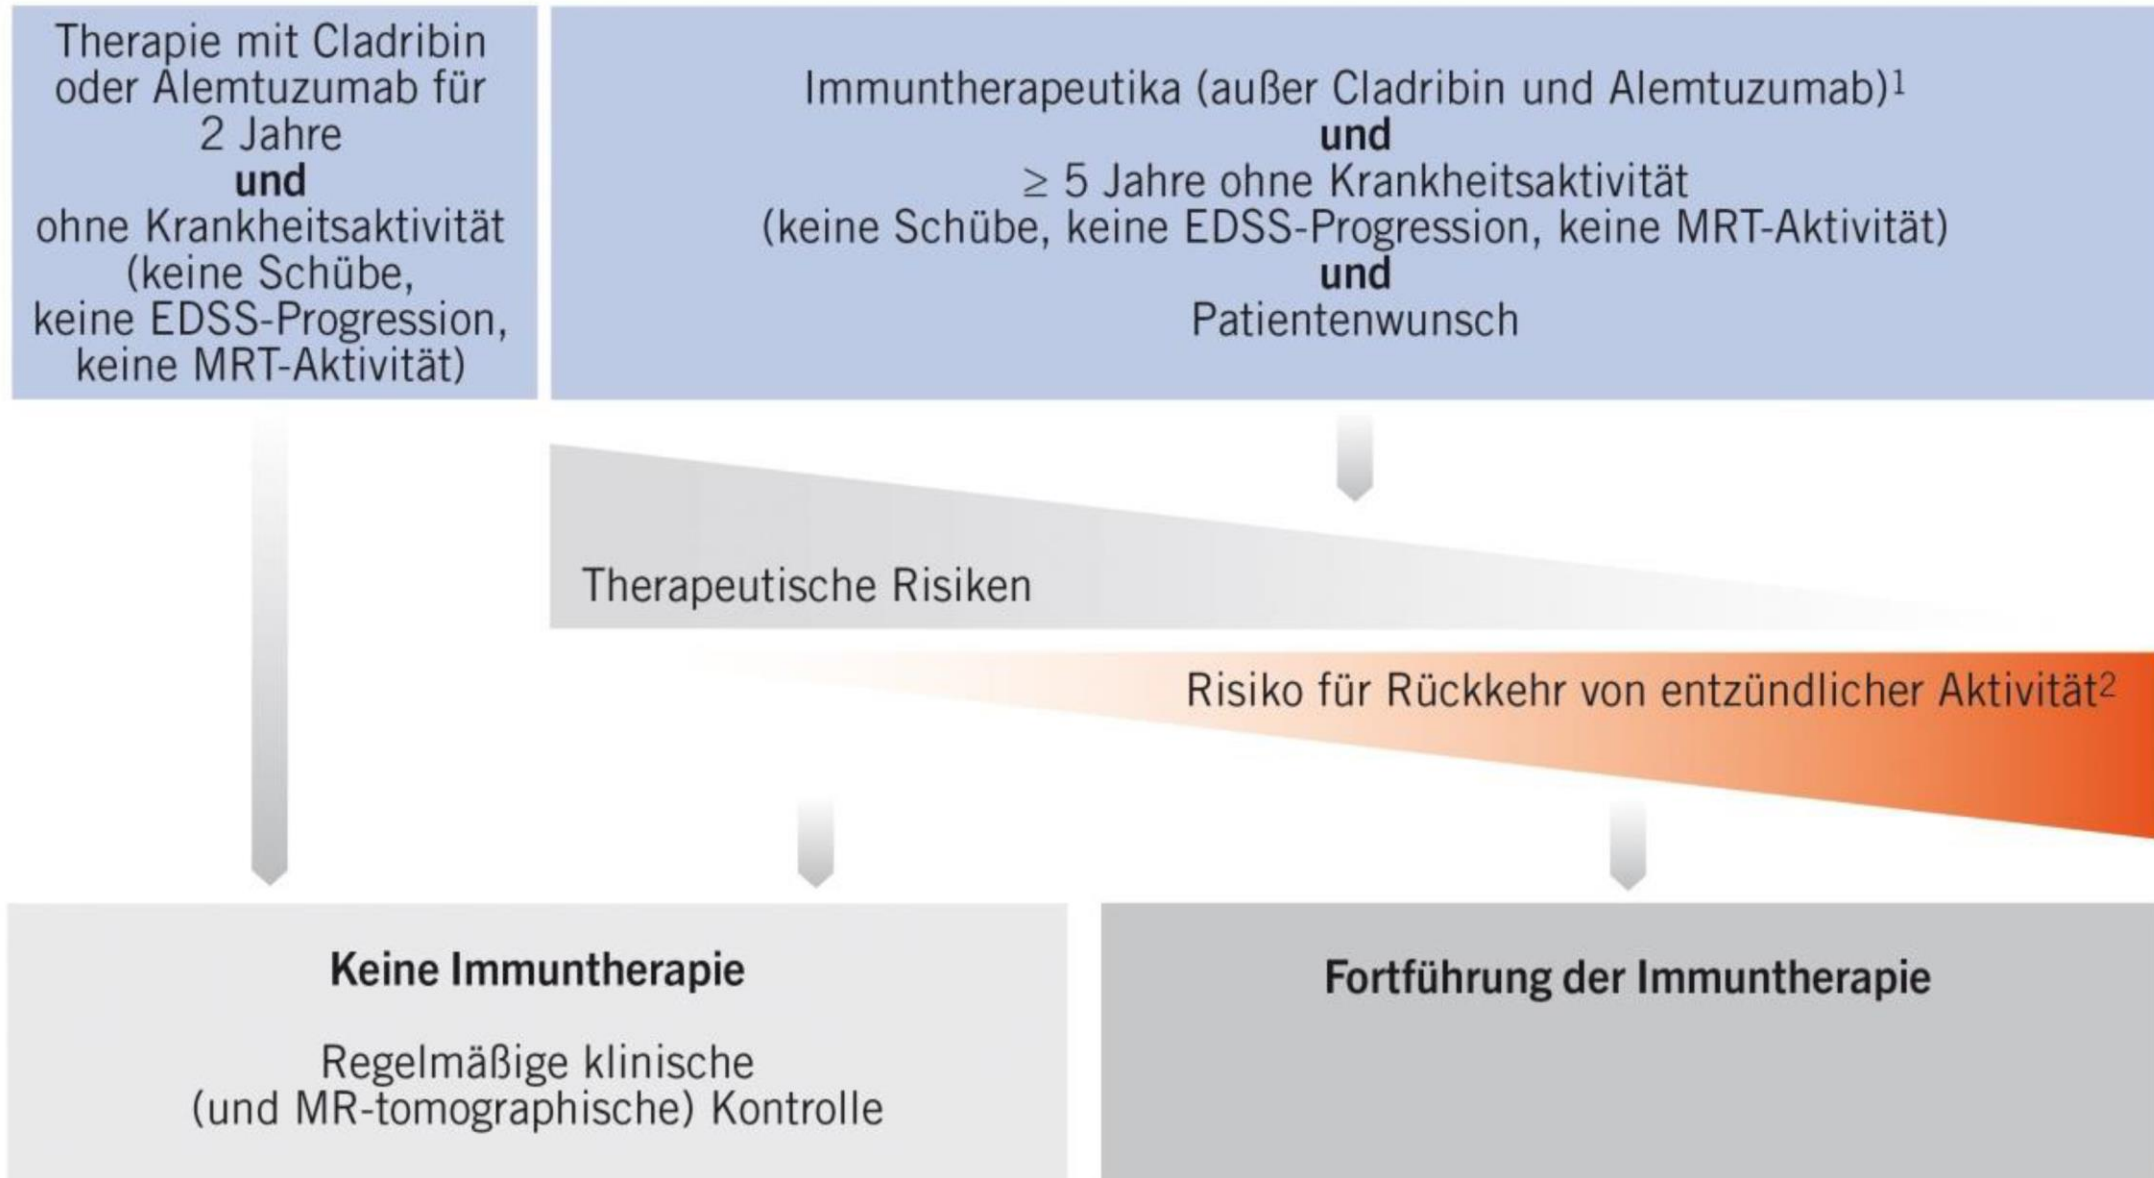 Therapie mit Cladribin
oder Alemtuzumab für
2 Jahre
und
ohne Krankheitsaktivität
(keine Schübe,
keine EDSS-Progression,
keine MRT-Aktivität)
Immuntherapeutika (außer Cladribin und Alemtuzumab)¹
und
≥ 5 Jahre ohne Krankheitsaktivität
(keine Schübe, keine EDSS-Progression, keine MRT-Aktivität)
und
Patientenwunsch
Therapeutische Risiken
Risiko für Rückkehr von entzündlicher Aktivität²
Keine Immuntherapie
Regelmäßige klinische
(und MR-tomographische) Kontrolle
Fortführung der Immuntherapie